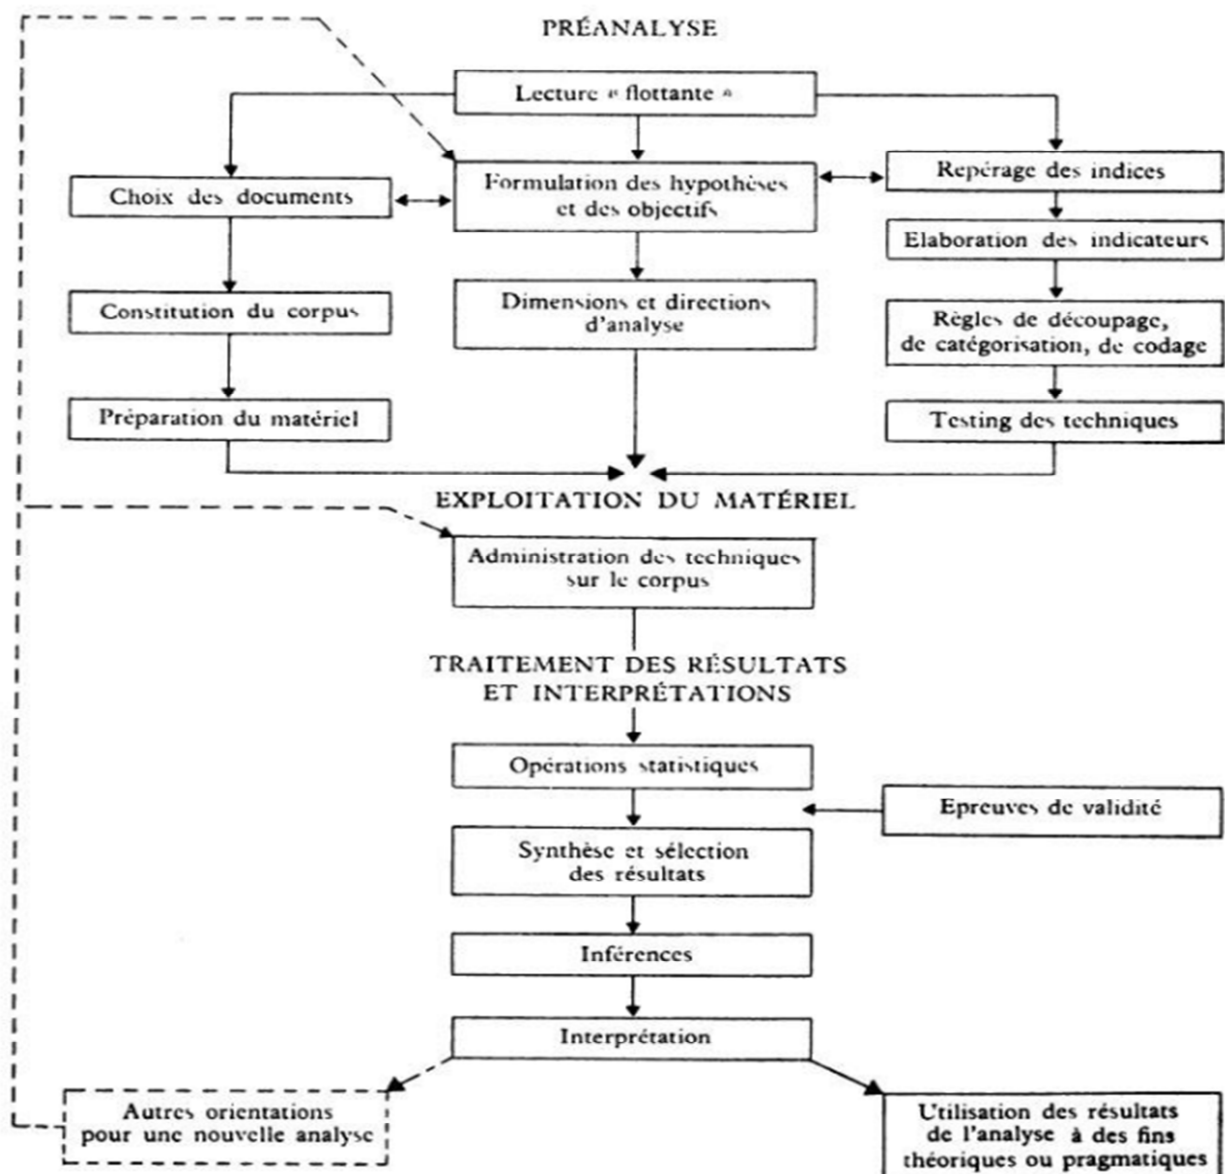 PRÉANALYSE
Lecture « flottante »
Choix des documents
Formulation des hypothèses
et des objectifs
Repérage des indices
Elaboration des indicateurs
Constitution du corpus
Dimensions et directions
d'analyse
Règles de découpage,
de catégorisation, de codage
Préparation du matériel
Testing des techniques
EXPLOITATION DU MATÉRIEL
Administration des techniques
sur le corpus
TRAITEMENT DES RÉSULTATS
ET INTERPRÉTATIONS
Opérations statistiques
Epreuves de validité
Synthèse et sélection
des résultats
Inférences
Interprétation
Autres orientations
pour une nouvelle analyse
Utilisation des résultats
de l'analyse à des fins
théoriques ou pragmatiques